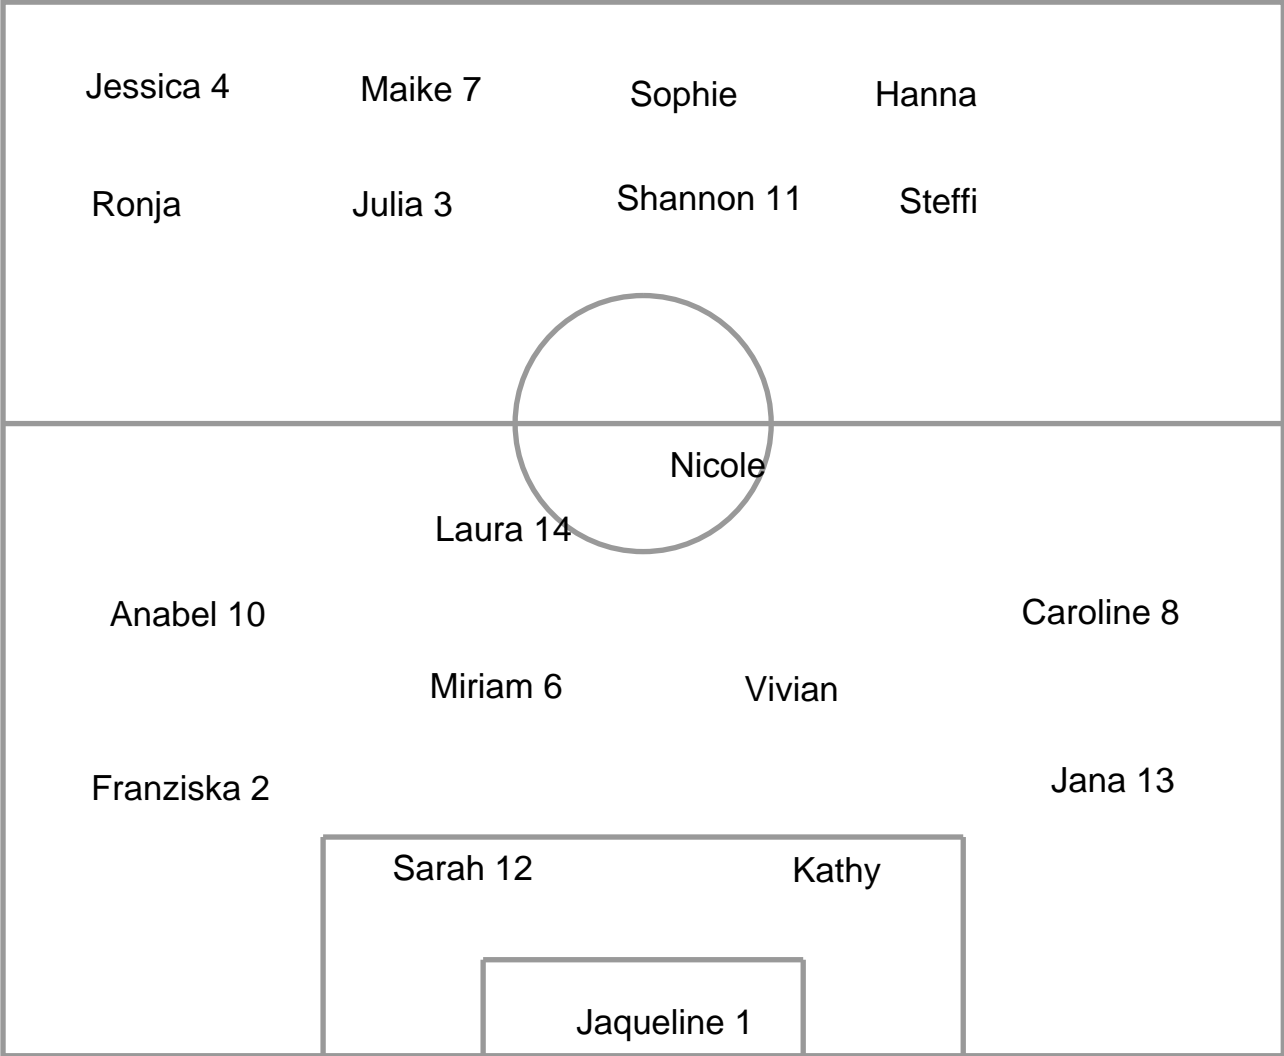 Jessica 4
Maike 7
Sophie
Hanna
Ronja
Julia 3
Shannon 11
Steffi
Nicole
Laura 14
Anabel 10
Caroline 8
Miriam 6
Vivian
Franziska 2
Jana 13
Sarah 12
Kathy
Jaqueline 1